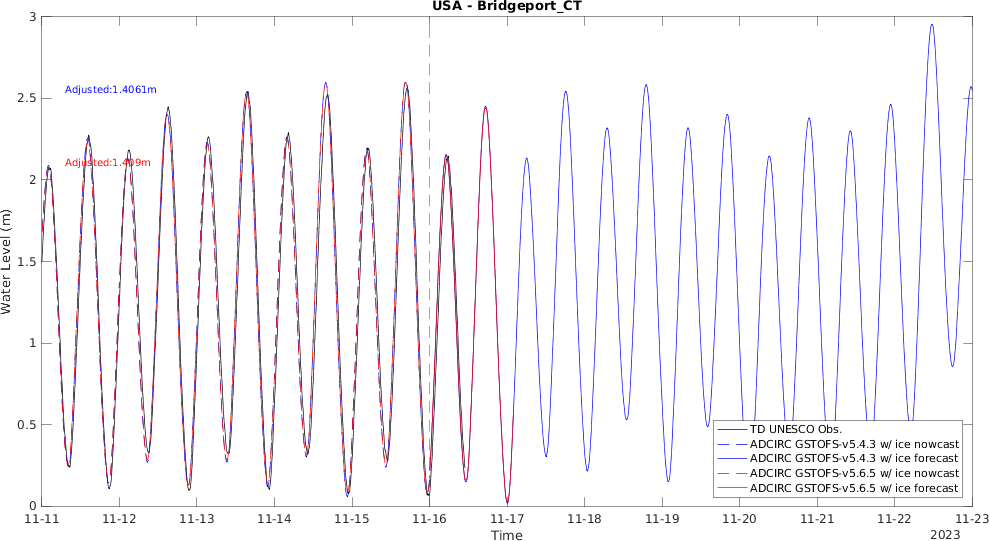 USA - Bridgeport_CT
3
2.5
2
1.5
1
0.5
0
Water Level (m)
Adjusted:1.4061m
Adjusted:1.409m
TD UNESCO Obs.
ADCIRC GSTOFS-v5.4.3 w/ ice nowcast
ADCIRC GSTOFS-v5.4.3 w/ ice forecast
ADCIRC GSTOFS-v5.6.5 w/ ice nowcast
ADCIRC GSTOFS-v5.6.5 w/ ice forecast
11-11 11-12 11-13 11-14 11-15 11-16 11-17 11-18 11-19 11-20 11-21 11-22 11-23
Time
2023